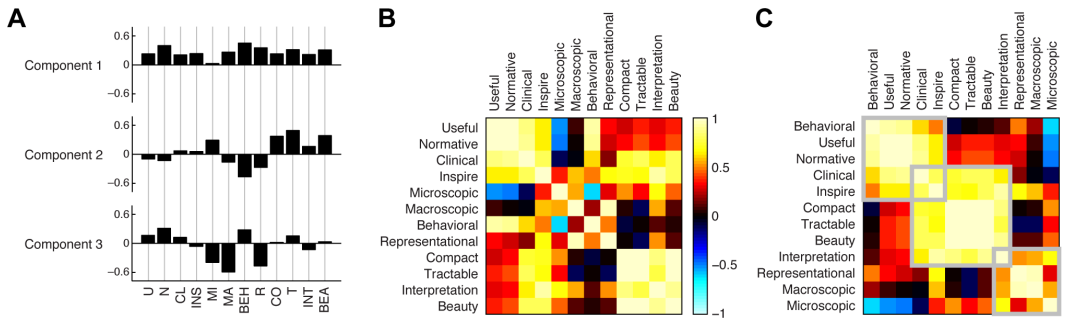 A
0.6
Component 1
0
−0.6
0.6
Component 2
0
−0.6
0.6
Component 3
0
−0.6
U
N
CL
INS
MI
MA
BEH
R
CO
T
INT
BEA
B
Useful
Normative
Clinical
Inspire
Microscopic
Macroscopic
Behavioral
Representational
Compact
Tractable
Interpretation
Beauty
Useful
Normative
Clinical
Inspire
Microscopic
Macroscopic
Behavioral
Representational
Compact
Tractable
Interpretation
Beauty
1
0.5
0
−0.5
−1
C
Behavioral
Useful
Normative
Clinical
Inspire
Compact
Tractable
Beauty
Interpretation
Representational
Macroscopic
Microscopic
Behavioral
Useful
Normative
Clinical
Inspire
Compact
Tractable
Beauty
Interpretation
Representational
Macroscopic
Microscopic